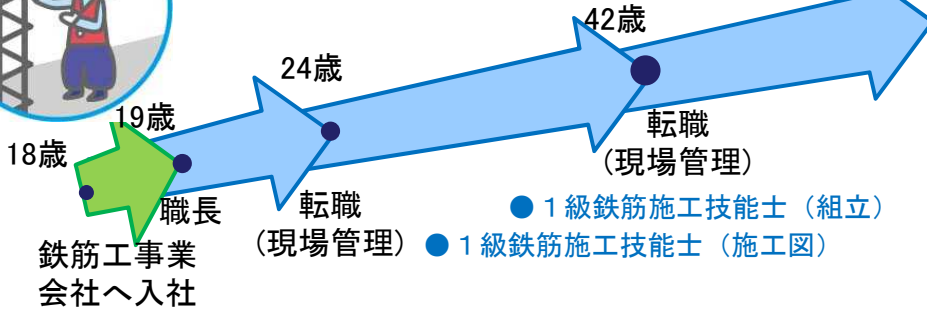 42歳
24歳
19歳
18歳
転職
(現場管理)
職長
転職
(現場管理)
●1級鉄筋施工技能士（組立）
●1級鉄筋施工技能士（施工図）
鉄筋工事業
会社へ入社